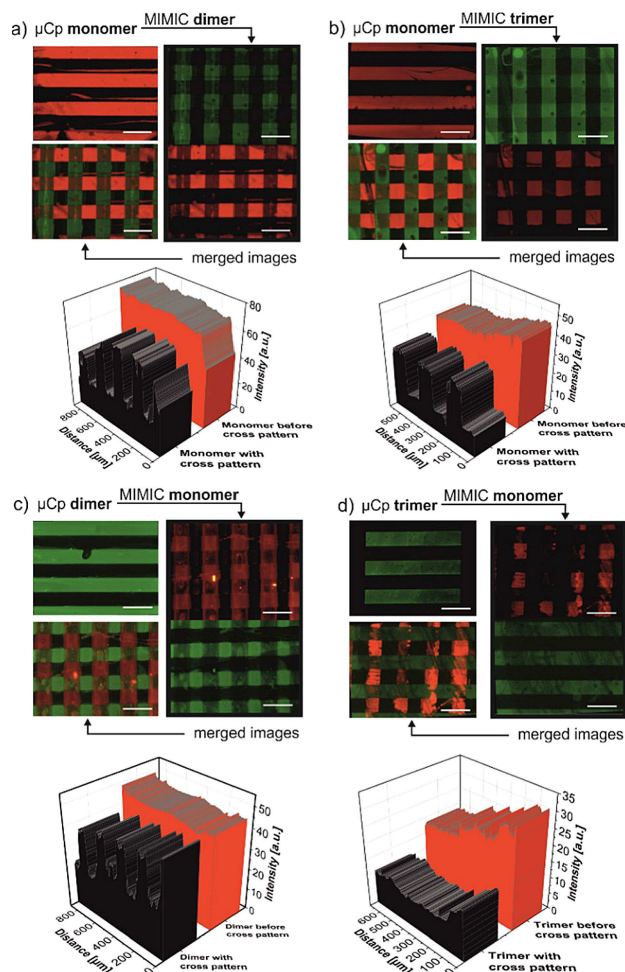 a)
µCp monomer
MIMIC dimer
merged images
80
60
40
20
0
Intensity [a.u.]
800
600
400
200
0
Distance [µm]
Monomer before
cross pattern
Monomer with
cross pattern
b)
µCp monomer
MIMIC trimer
merged images
50
40
30
20
10
0
Intensity [a.u.]
500
400
300
200
100
0
Distance [µm]
Monomer before
cross pattern
Monomer with
cross pattern
c)
µCp dimer
MIMIC monomer
merged images
50
40
30
20
10
0
Intensity [a.u.]
800
600
400
200
0
Distance [µm]
Dimer before
cross pattern
Dimer with
cross pattern
d)
µCp trimer
MIMIC monomer
merged images
35
30
25
20
15
10
5
0
Intensity [a.u.]
600
500
400
300
200
100
0
Distance [µm]
Trimer before
cross pattern
Trimer with
cross pattern